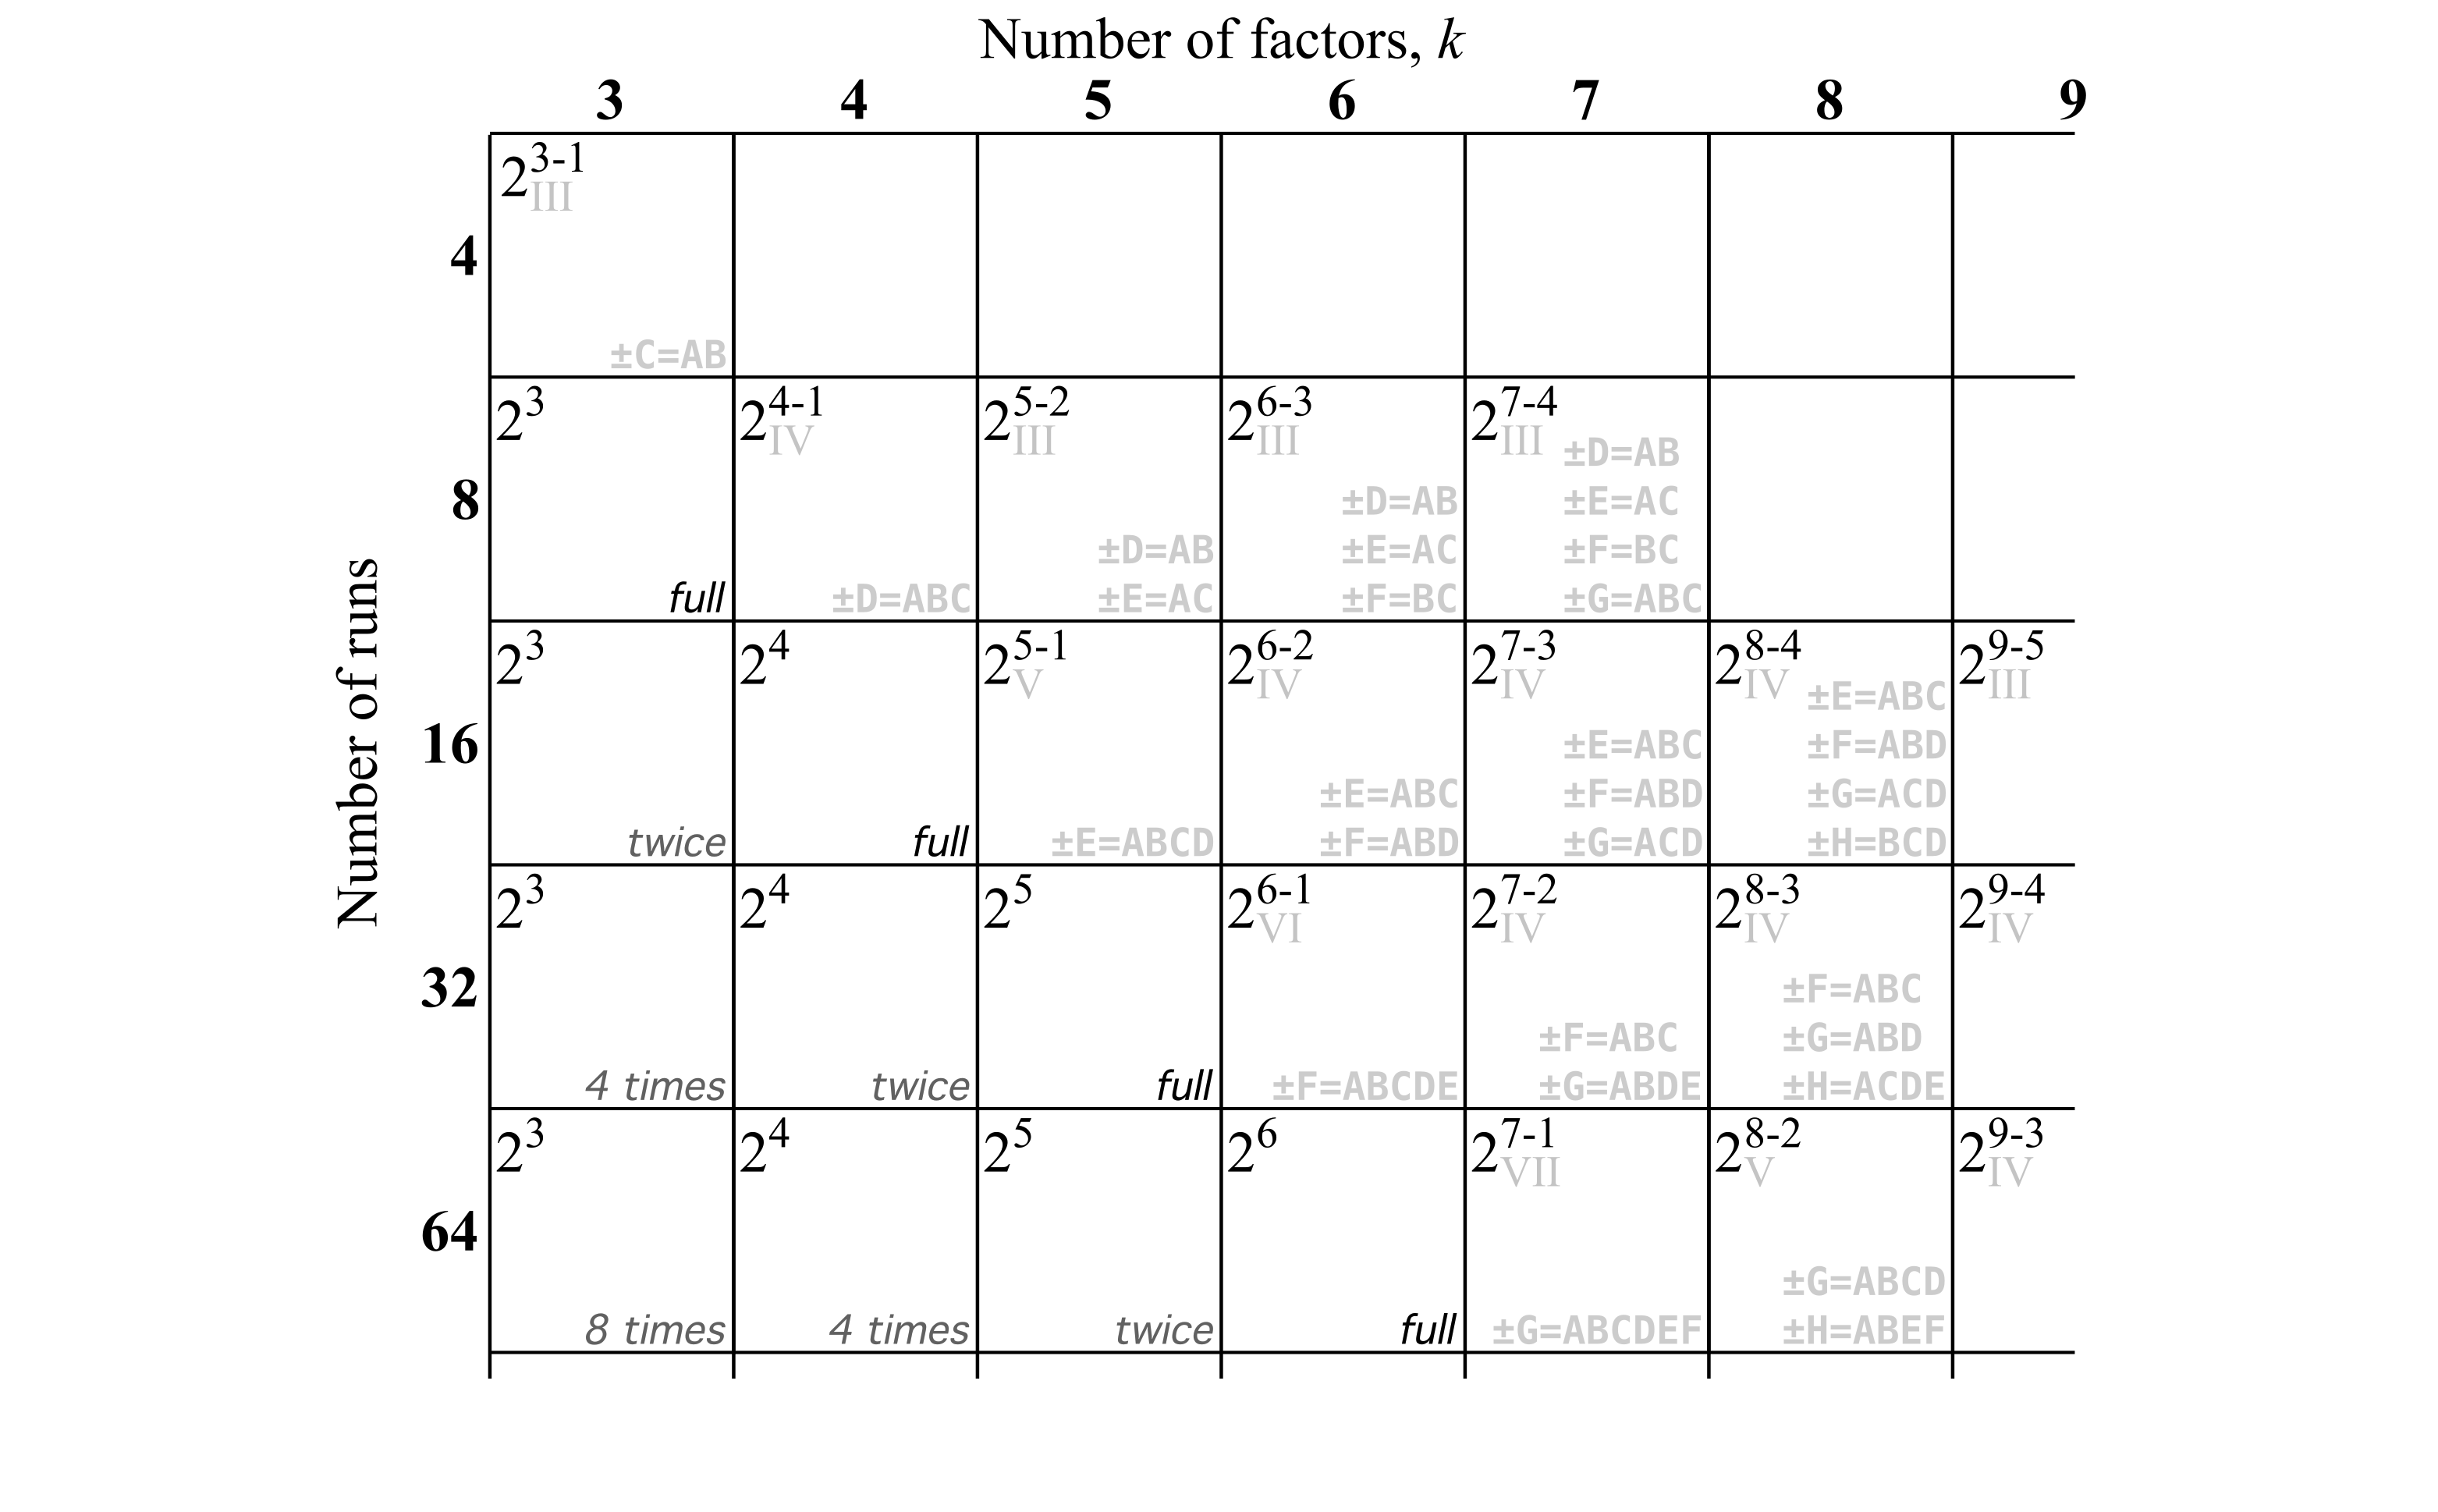 Number of factors, k
3 4 5 6 7 8 9
Number of runs
4
2^3-1 III
±C=AB
8
2^3
full
2^4-1 IV
±D=ABC
2^5-2 III
±D=AB
±E=AC
2^6-3 III
±D=AB
±E=AC
±F=BC
2^7-4 III
±D=AB
±E=AC
±F=BC
±G=ABC
16
2^3
twice
2^4
full
2^5-1 V
±E=ABCD
2^6-2 IV
±E=ABC
±F=ABD
2^7-3 IV
±E=ABC
±F=ABD
±G=ACD
2^8-4 IV
±E=ABC
±F=ABD
±G=ACD
±H=BCD
2^9-5 III
32
2^3
4 times
2^4
twice
2^5
full
2^6-1 VI
±F=ABCDE
2^7-2 IV
±F=ABC
±G=ABDE
2^8-3 IV
±F=ABC
±G=ABD
±H=ACDE
2^9-4 IV
64
2^3
8 times
2^4
4 times
2^5
twice
2^6
full
2^7-1 VII
±G=ABCDEF
2^8-2 V
±G=ABCD
±H=ABEF
2^9-3 IV